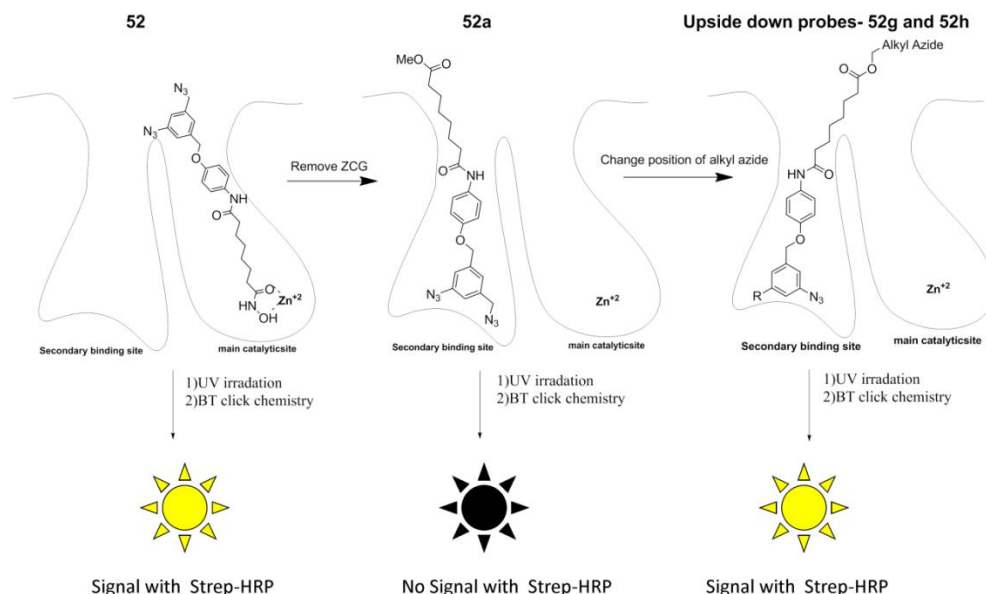 52
52a
Upside down probes- 52g and 52h
N3
N3
O
NH
O
O
HN
OH
Zn+2
Secondary binding site
main catalyticsite
Remove ZCG
MeO
O
O
NH
O
N3
N3
Zn+2
Secondary binding site
main catalyticsite
Change position of alkyl azide
Alkyl Azide
O
O
HN
O
O
R
N3
Zn+2
Secondary binding site
main catalyticsite
1)UV irradation
2)BT click chemistry
1)UV irradation
2)BT click chemistry
1)UV irradation
2)BT click chemistry
Signal with Strep-HRP
No Signal with Strep-HRP
Signal with Strep-HRP